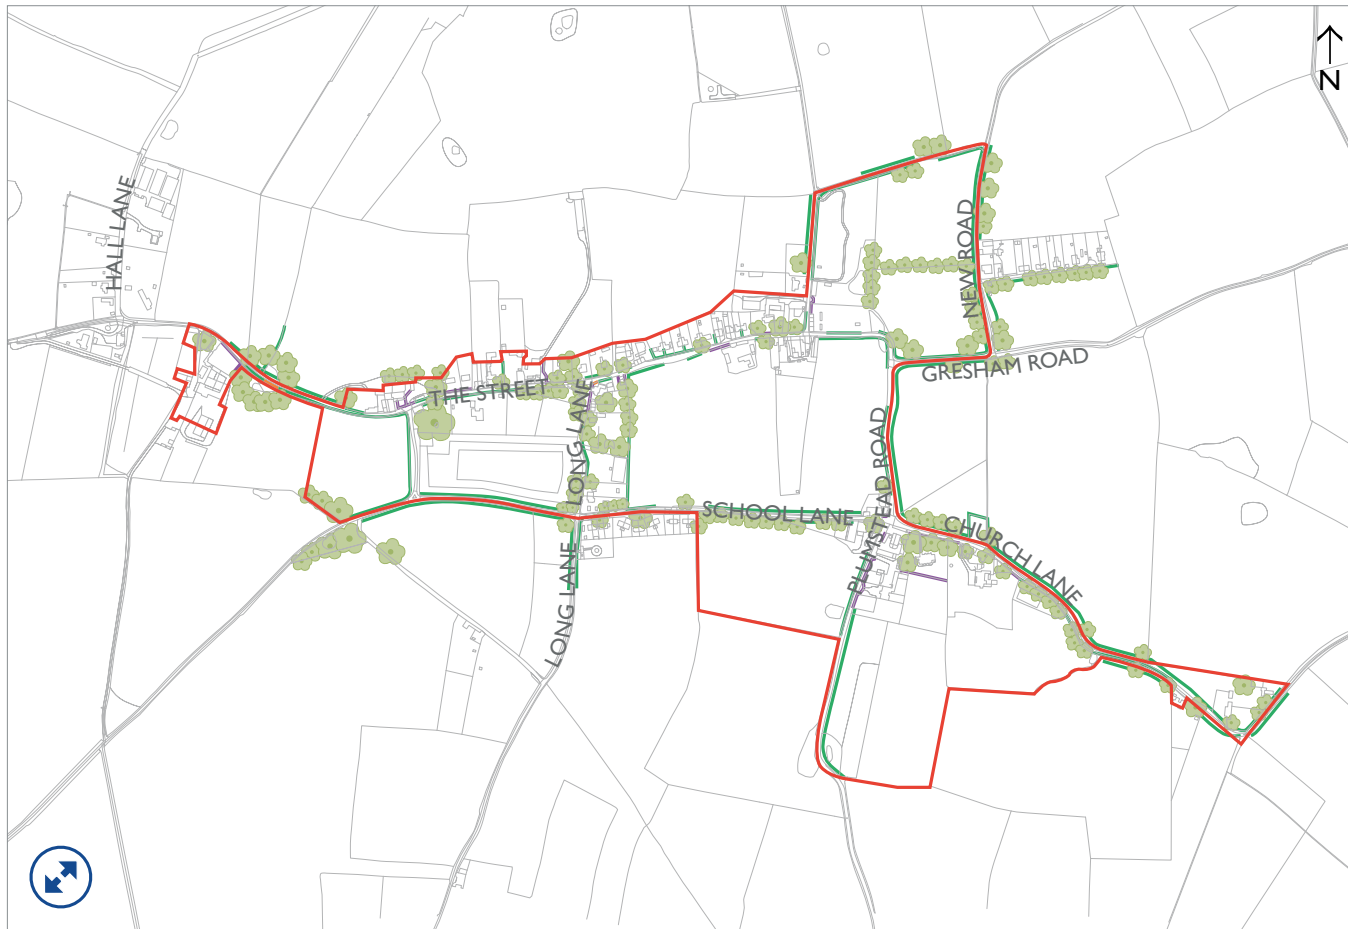 N
HALL LANE
NEW ROAD
GRESHAM ROAD
THE STREET
LONG LANE
PLUMSTEAD ROAD
SCHOOL LANE
CHURCH LANE
LONG LANE